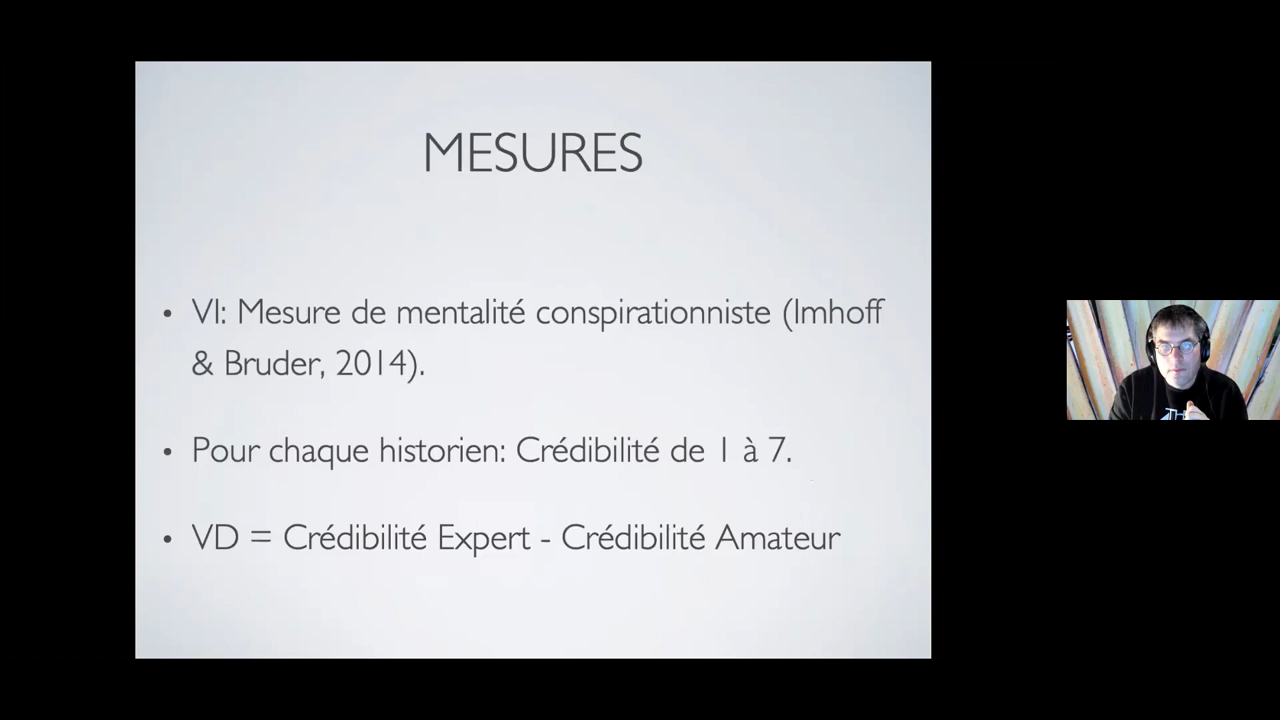 MESURES
• VI: Mesure de mentalité conspirationniste (Imhoff
& Bruder, 2014).
• Pour chaque historien: Crédibilité de 1 à 7.
• VD = Crédibilité Expert - Crédibilité Amateur